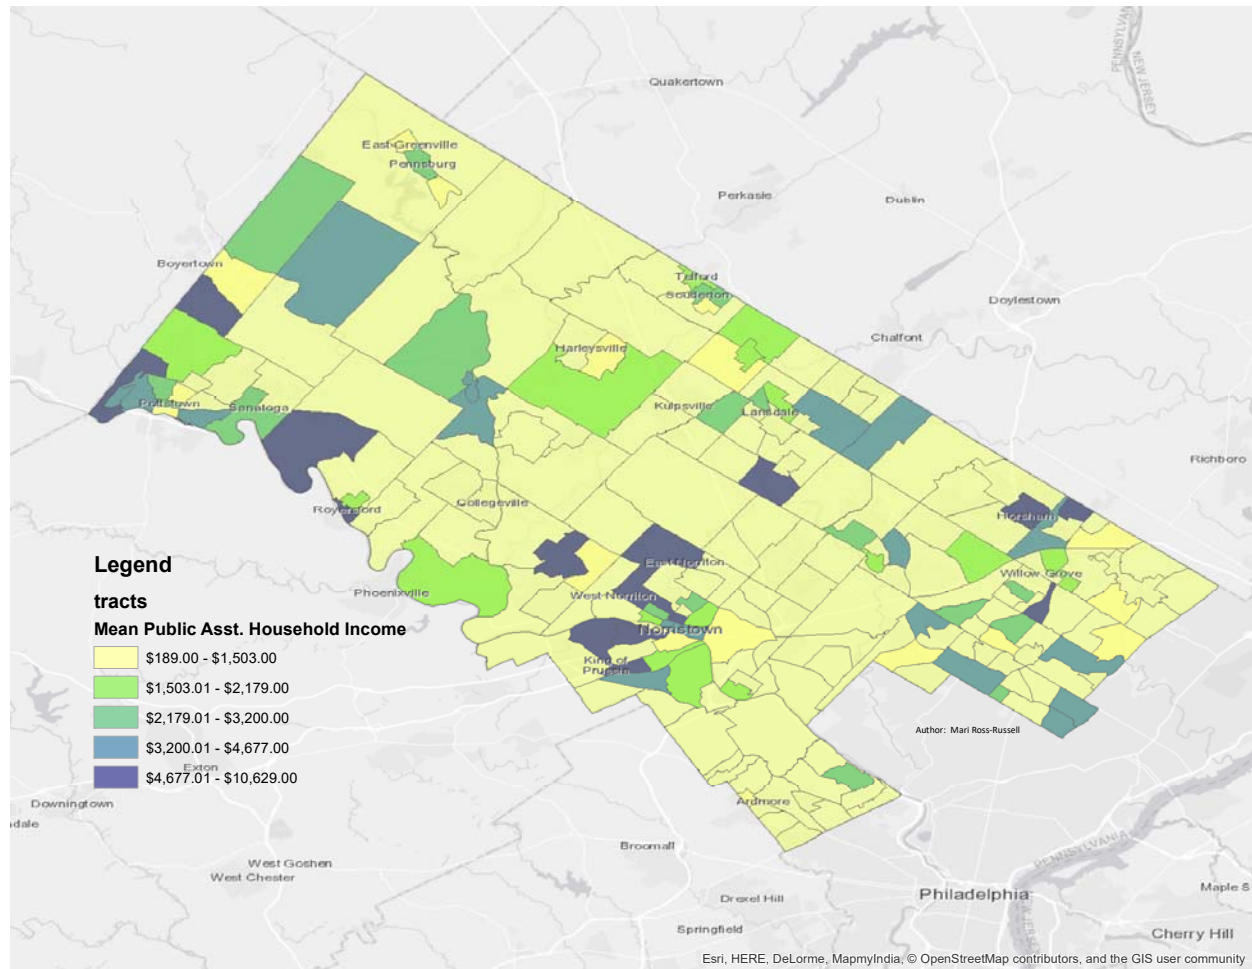 PENNSYLVAN
NEW JERSEY
Quakertown
East Greenville
Pennsburg
Perkasie
Dublin
Boyertown
Telford
Souderton
Doylestown
Chalfont
Harleysville
Pottstown
Sanatoga
Kulpsville
Lansdale
Richboro
Royersford
Collegeville
Horsham
East Norriton
Willow Grove
Phoenixville
West Norriton
Norristown
King of
Prussia
Legend
tracts
Mean Public Asst. Household Income
$189.00 - $1,503.00
$1,503.01 - $2,179.00
$2,179.01 - $3,200.00
$3,200.01 - $4,677.00
$4,677.01 - $10,629.00
Author: Mari Ross-Russell
Exton
Downingtown
dale
Ardmore
Broomall
West Goshen
West Chester
PENNSYLVANIA
Philadelphia
Maple S
Drexel Hill
Springfield
Cherry Hill
Esri, HERE, DeLorme, MapmyIndia, © OpenStreetMap contributors, and the GIS user community